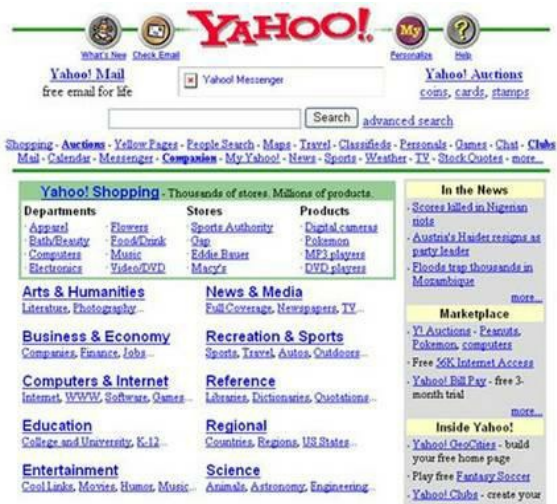 YAHOO!
My
?
What's New Check Email Personalize Help
Yahoo! Mail
free email for life
Yahoo! Messenger
Yahoo! Auctions
coins, cards, stamps
Search advanced search
Shopping - Auctions - Yellow Pages - People Search - Maps - Travel - Classifieds - Personals - Games - Chat - Clubs
Mail - Calendar - Messenger - Companion - My Yahoo! - News - Sports - Weather - TV - Stock Quotes - more...
Yahoo! Shopping - Thousands of stores. Millions of products.
Departments Stores Products
· Apparel · Flowers · Sports Authority · Digital cameras
· Bath/Beauty · Food/Drink · Gap · Pokemon
· Computers · Music · Eddie Bauer · MP3 players
· Electronics · Video/DVD · Macy's · DVD players
Arts & Humanities
Literature, Photography...
News & Media
Full Coverage, Newspapers, TV...
Business & Economy
Companies, Finance, Jobs...
Recreation & Sports
Sports, Travel, Autos, Outdoors...
Computers & Internet
Internet, WWW, Software, Games...
Reference
Libraries, Dictionaries, Quotations...
Education
College and University, K-12...
Regional
Countries, Regions, US States...
Entertainment
Cool Links, Movies, Humor, Music...
Science
Animals, Astronomy, Engineering...
In the News
· Scores killed in Nigerian
riots
· Austria's Haider resigns as
party leader
· Floods trap thousands in
Mozambique
more...
Marketplace
· Y! Auctions - Peanuts,
Pokemon, computers
· Free 56K Internet Access
· Yahoo! Bill Pay - free 3-
month trial
more...
Inside Yahoo!
· Yahoo! GeoCities - build
your free home page
· Play free Fantasy Soccer
· Yahoo! Clubs - create your